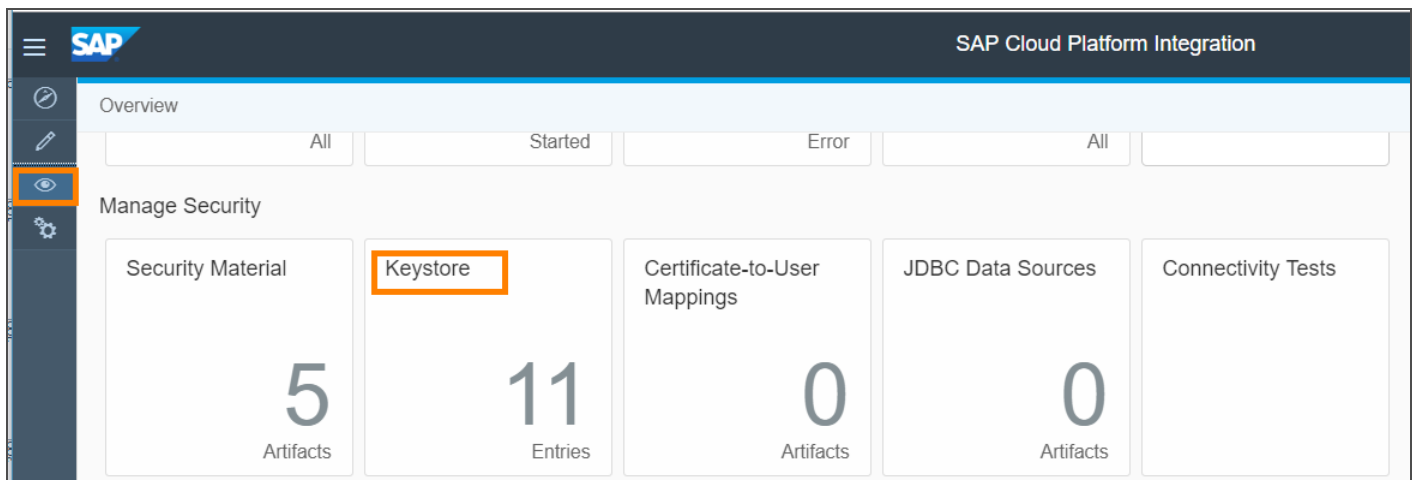 SAP
SAP Cloud Platform Integration
Overview
All
Started
Error
All
Manage Security
Security Material
Keystore
Certificate-to-User
Mappings
JDBC Data Sources
Connectivity Tests
5
11
0
0
Artifacts
Entries
Artifacts
Artifacts